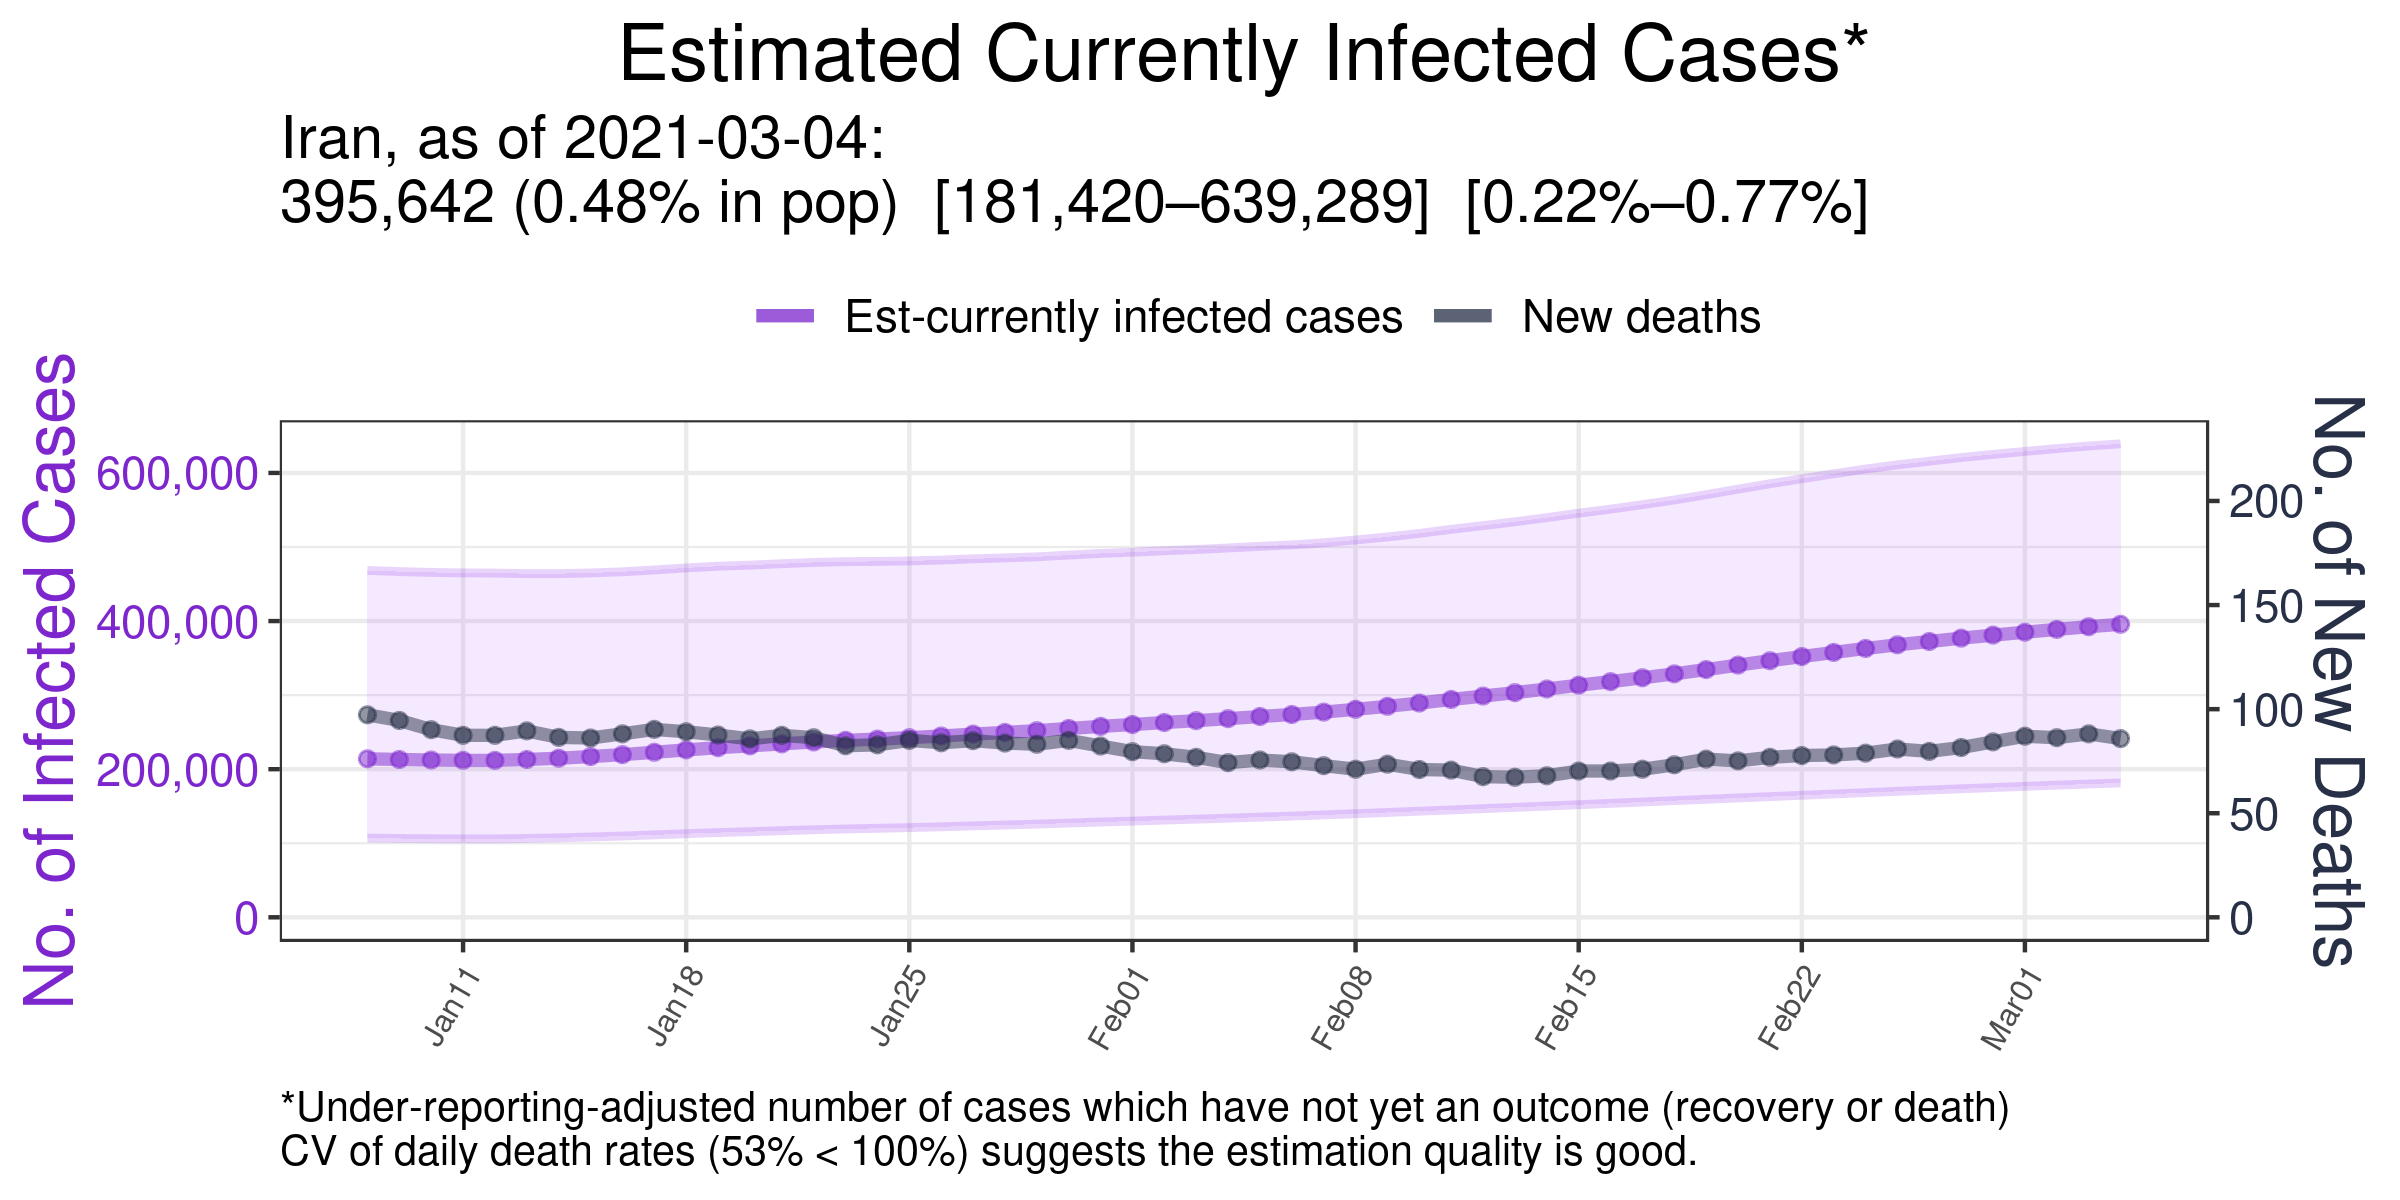 Estimated Currently Infected Cases*
Iran, as of 2021-03-04:
395,642 (0.48% in pop)  [181,420–639,289]  [0.22%–0.77%]
Est-currently infected cases
New deaths
No. of Infected Cases
600,000
400,000
200,000
0
200
150
100
50
0
No. of New Deaths
Jan11
Jan18
Jan25
Feb01
Feb08
Feb15
Feb22
Mar01
*Under-reporting-adjusted number of cases which have not yet an outcome (recovery or death)
CV of daily death rates (53% < 100%) suggests the estimation quality is good.